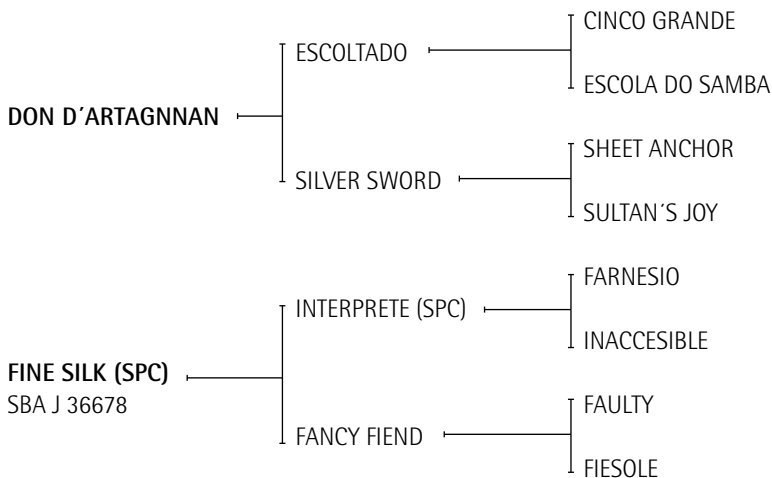 CINCO GRANDE
ESCOLTADO
ESCOLA DO SAMBA
DON D´ARTAGNNAN
SHEET ANCHOR
SILVER SWORD
SULTAN´S JOY
FARNESIO
INTERPRETE (SPC)
INACCESIBLE
FINE SILK (SPC)
SBA J 36678
FAULTY
FANCY FIEND
FIESOLE